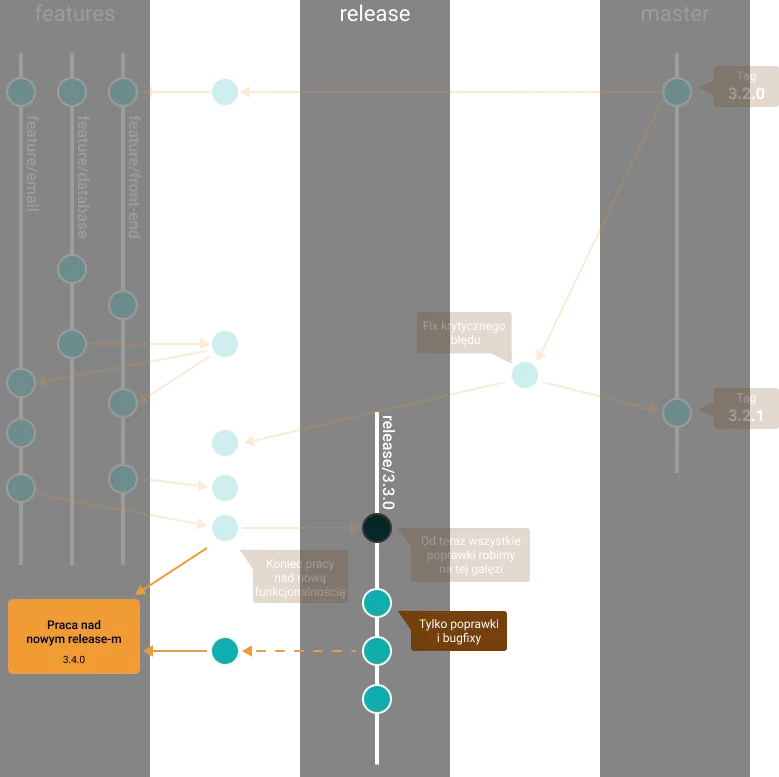 features
release
master
Tag
3.2.0
feature/email
feature/database
feature/front-end
Fix krytycznego
błędu
Tag
3.2.1
release/3.3.0
Od teraz wszystkie
poprawki robimy
na tej gałęzi
Koniec pracy
nad nową
funkcjonalnością
Praca nad
nowym release-m
3.4.0
Tylko poprawki
i bugfixy